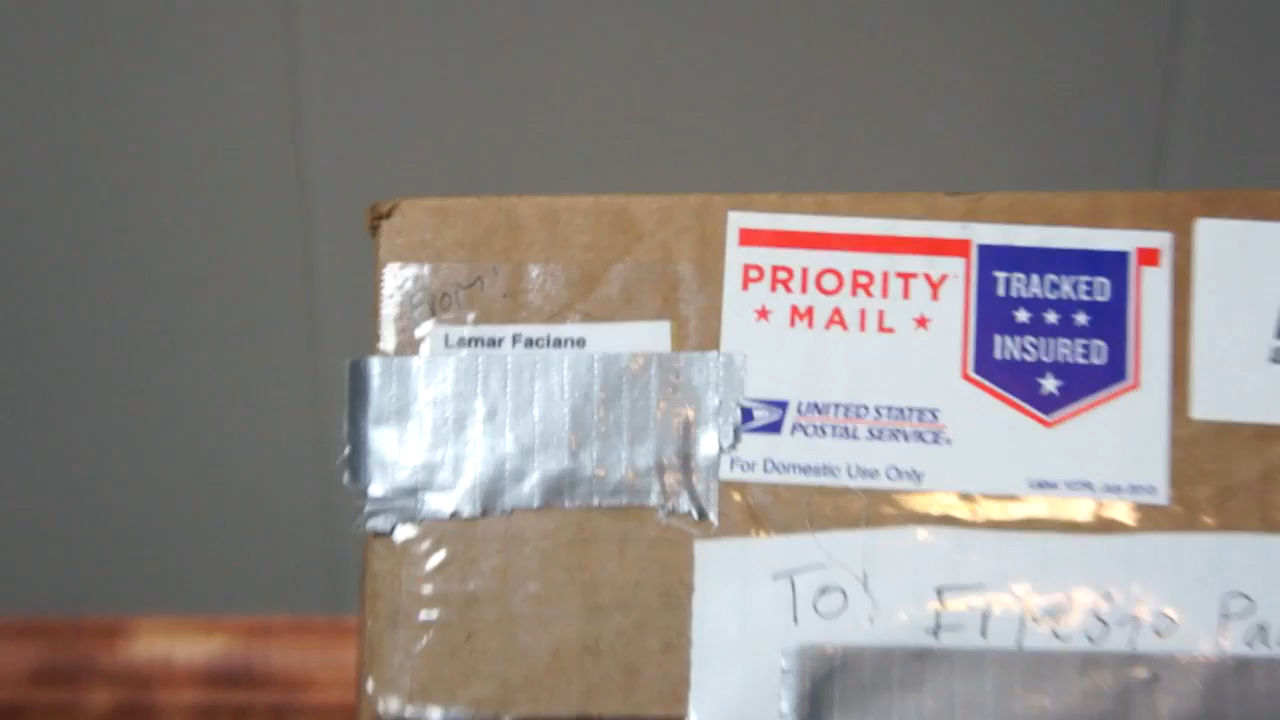 From:
Lamar Faciane
PRIORITY
MAIL
TRACKED
INSURED
UNITED STATES
POSTAL SERVICE
For Domestic Use Only
To: